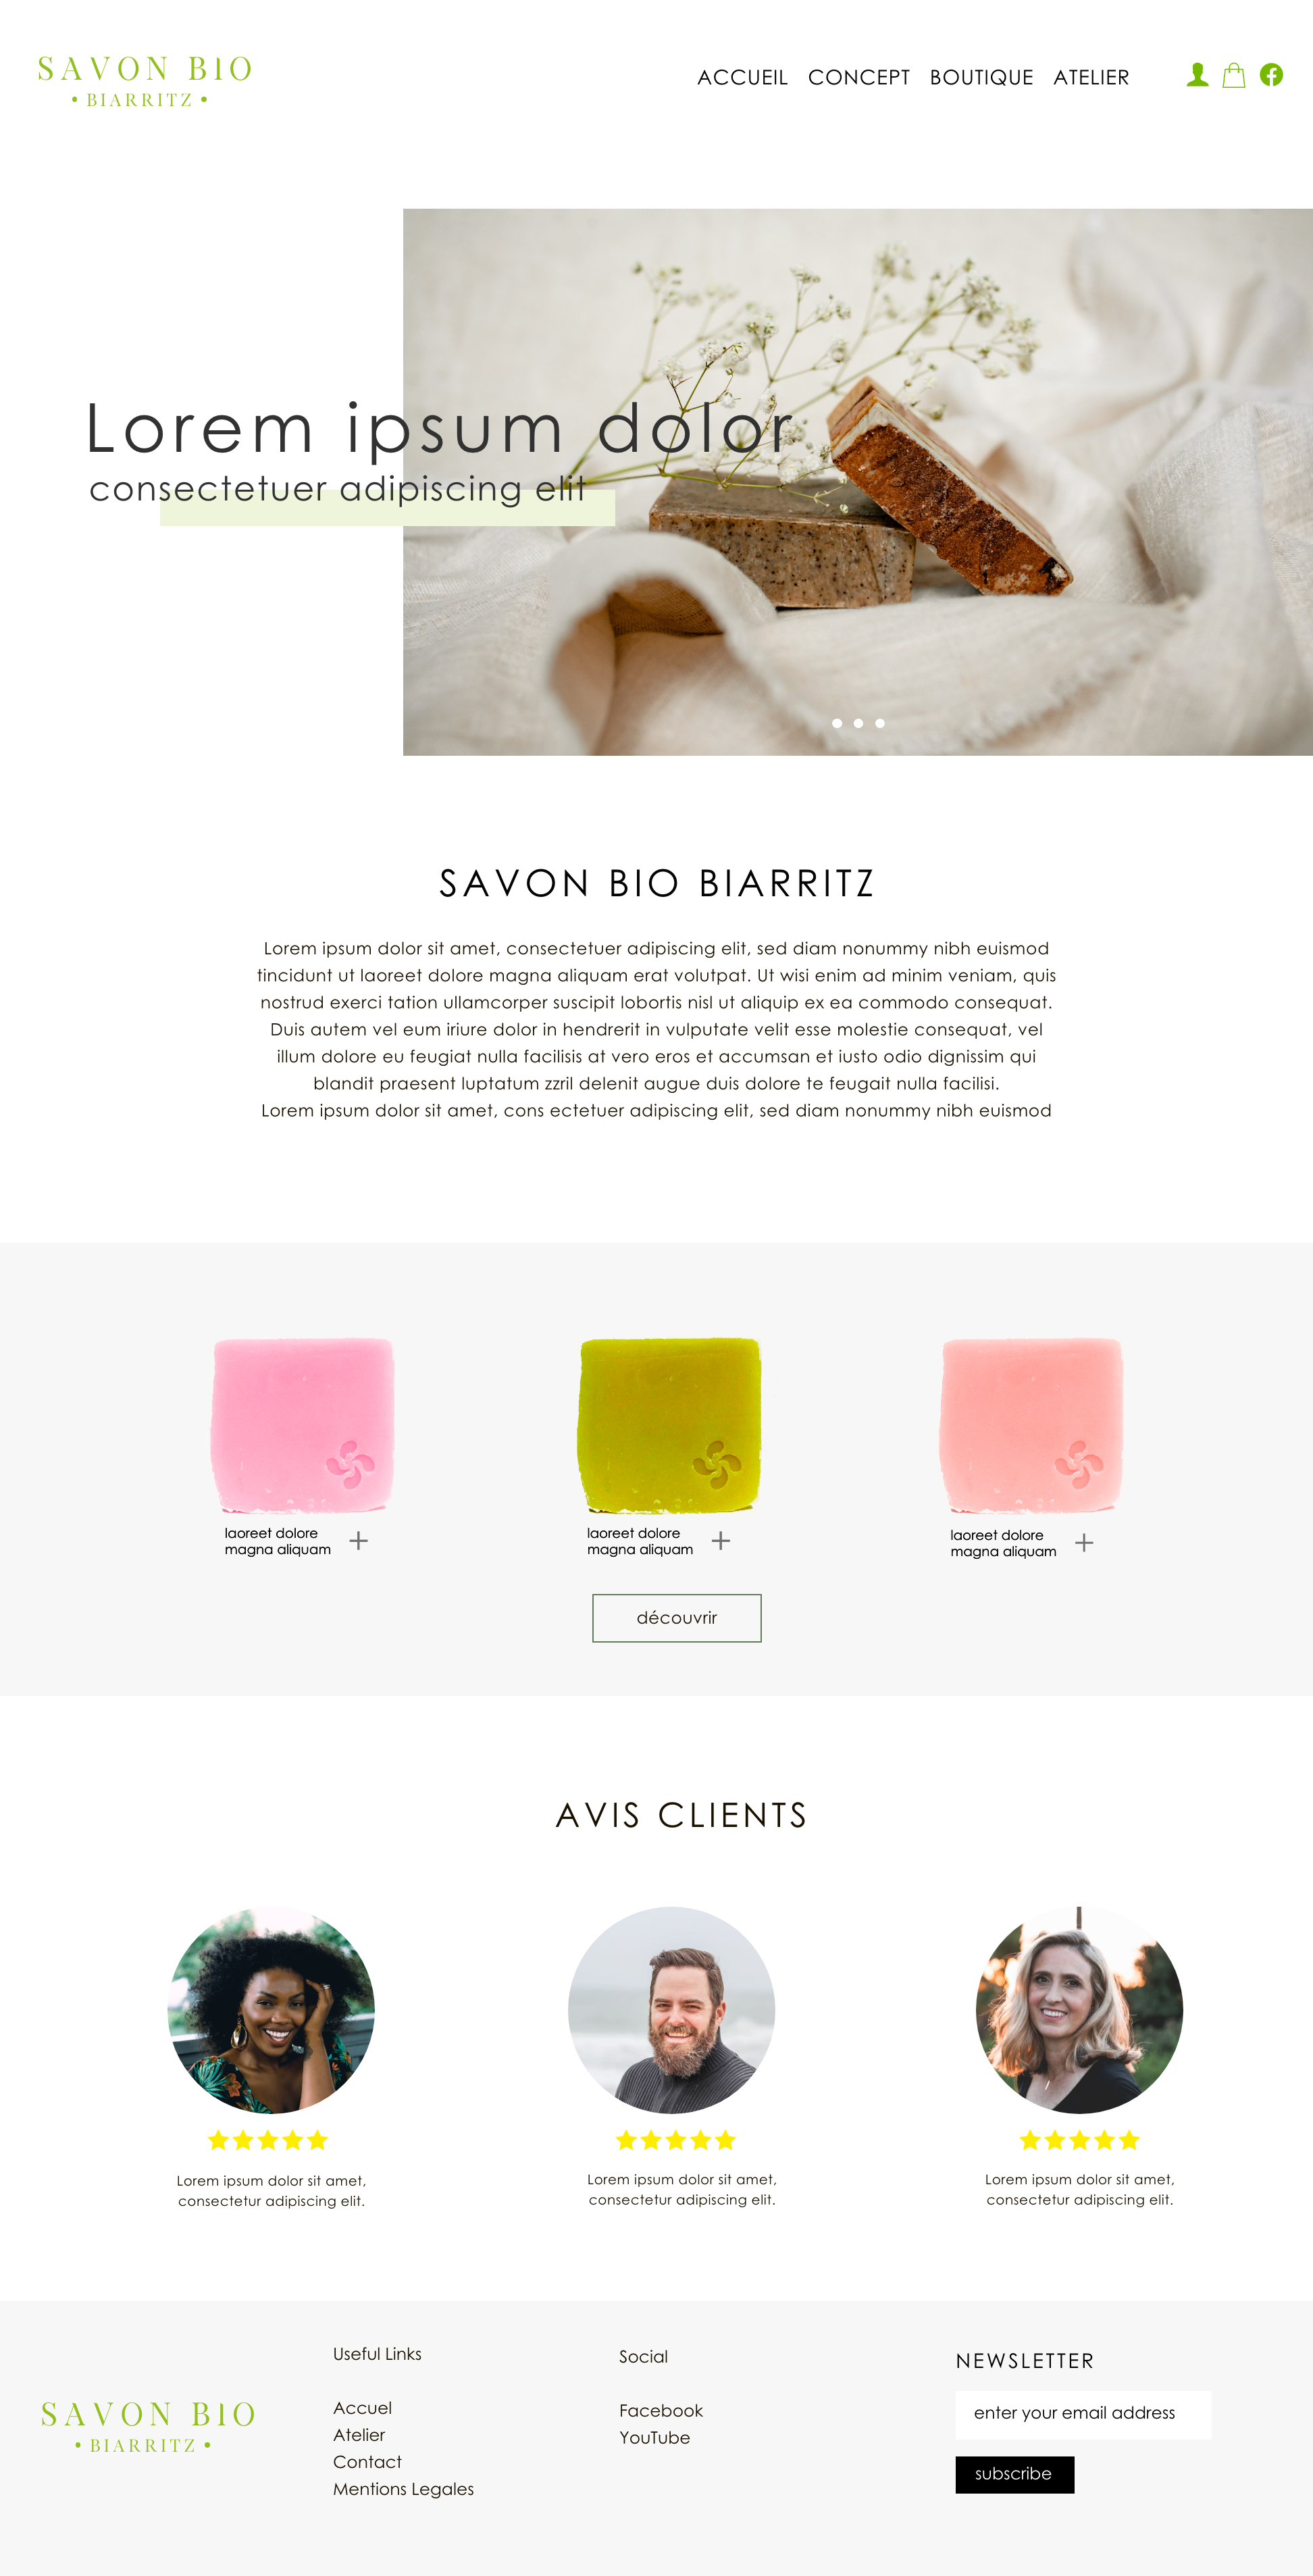 SAVON BIO
• BIARRITZ •
ACCUEIL CONCEPT BOUTIQUE ATELIER
Lorem ipsum dolor
consectetuer adipiscing elit
SAVON BIO BIARRITZ
Lorem ipsum dolor sit amet, consectetuer adipiscing elit, sed diam nonummy nibh euismod
tincidunt ut laoreet dolore magna aliquam erat volutpat. Ut wisi enim ad minim veniam, quis
nostrud exerci tation ullamcorper suscipit lobortis nisl ut aliquip ex ea commodo consequat.
Duis autem vel eum iriure dolor in hendrerit in vulputate velit esse molestie consequat, vel
illum dolore eu feugiat nulla facilisis at vero eros et accumsan et iusto odio dignissim qui
blandit praesent luptatum zzril delenit augue duis dolore te feugait nulla facilisi.
Lorem ipsum dolor sit amet, cons ectetuer adipiscing elit, sed diam nonummy nibh euismod
laoreet dolore
magna aliquam
laoreet dolore
magna aliquam
laoreet dolore
magna aliquam
découvrir
AVIS CLIENTS
Lorem ipsum dolor sit amet,
consectetur adipiscing elit.
Lorem ipsum dolor sit amet,
consectetur adipiscing elit.
Lorem ipsum dolor sit amet,
consectetur adipiscing elit.
SAVON BIO
• BIARRITZ •
Useful Links
Accuel
Atelier
Contact
Mentions Legales
Social
Facebook
YouTube
NEWSLETTER
enter your email address
subscribe